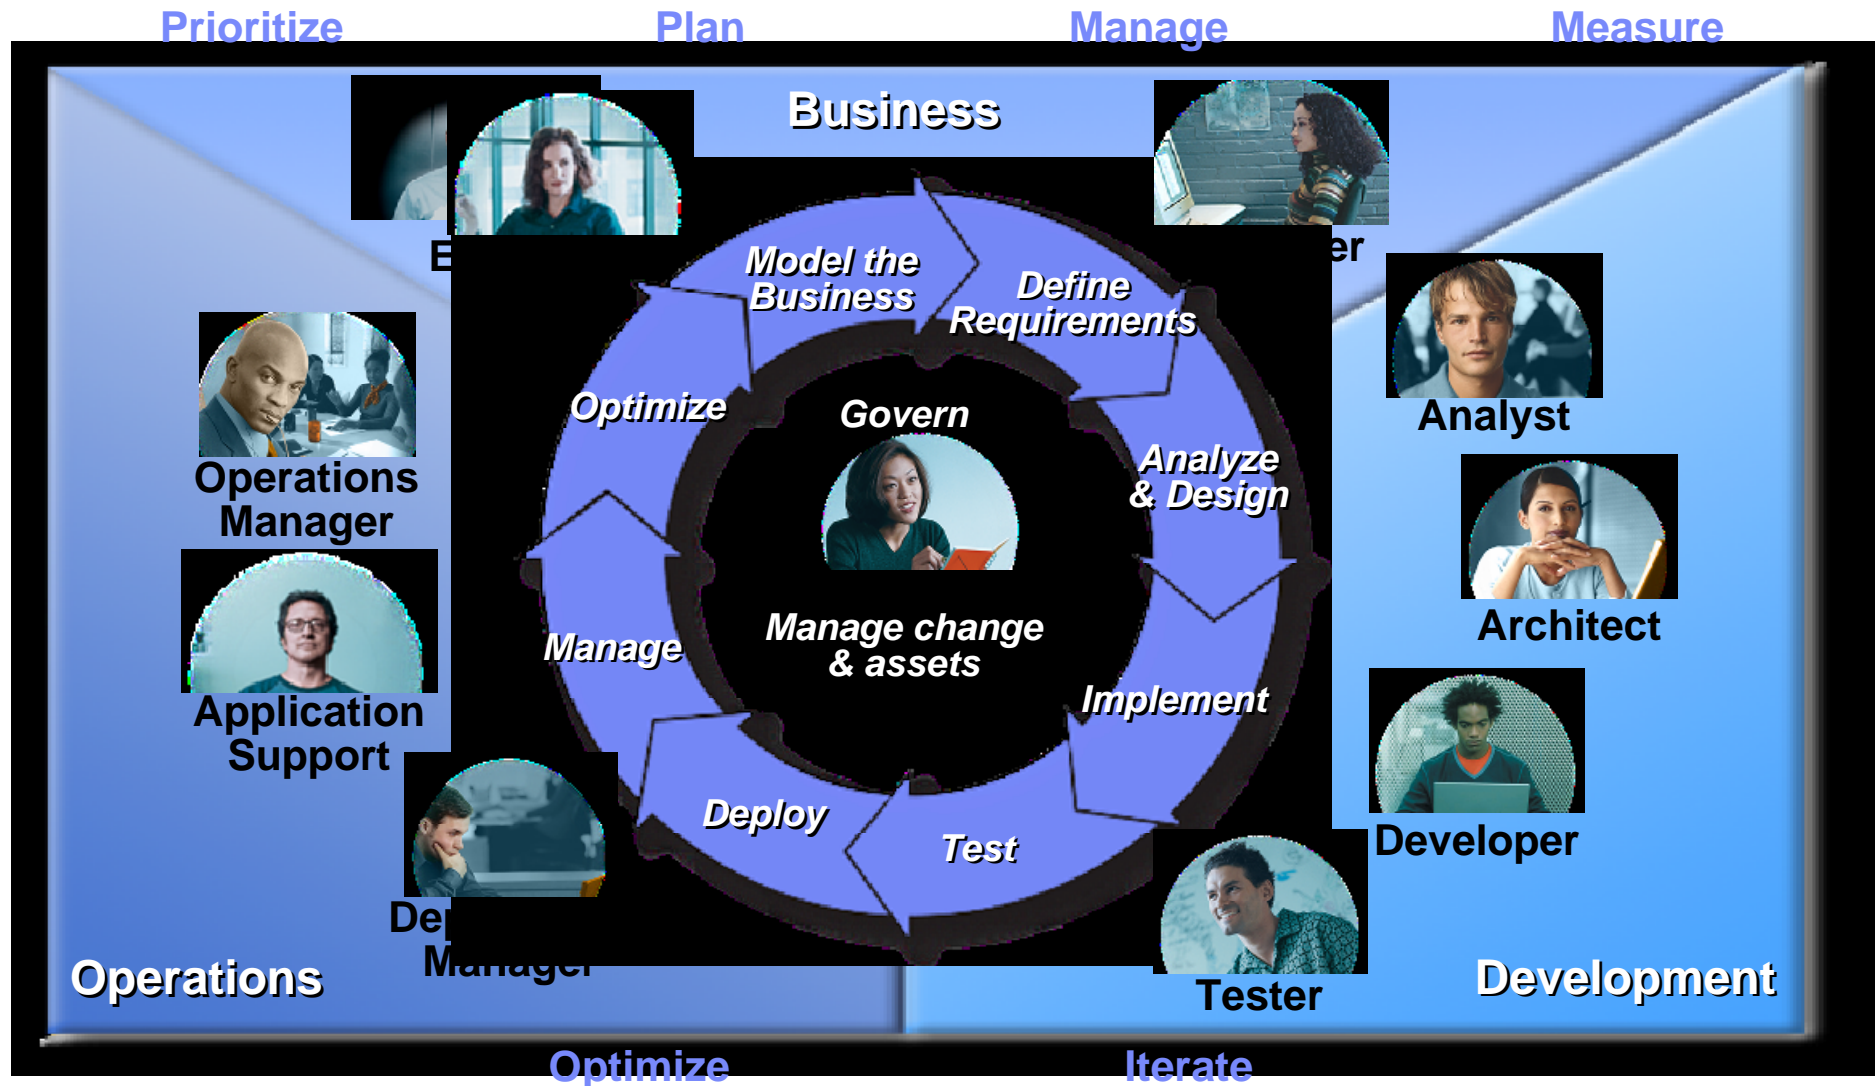 Prioritize
Plan
Manage
Measure
Business
Model the
Business
Define
Requirements
Optimize
Govern
Analyst
Analyze
& Design
Operations
Manager
Architect
Manage
Manage change
& assets
Implement
Application
Support
Deploy
Test
Developer
Manager
Operations
Development
Tester
Optimize
Iterate